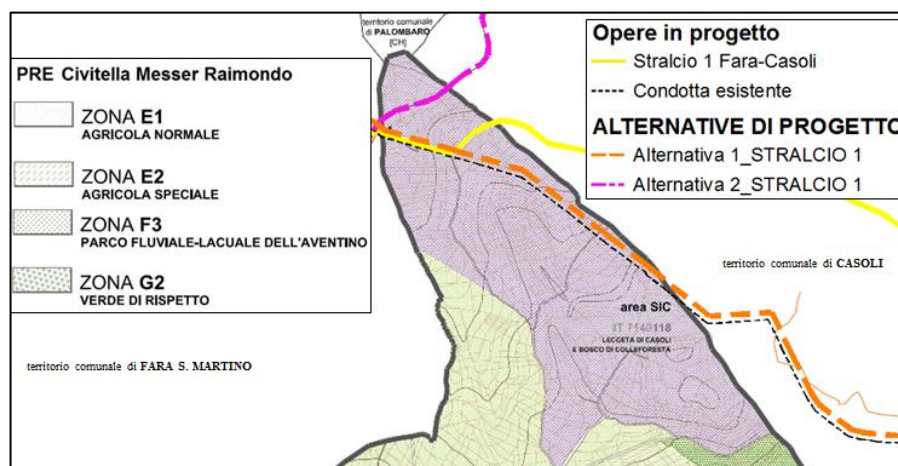 territorio comunale
di PALOMBARO
[CH]
PRE Civitella Messer Raimondo
ZONA E1
AGRICOLA NORMALE
ZONA E2
AGRICOLA SPECIALE
ZONA F3
PARCO FLUVIALE-LACUALE DELL'AVENTINO
ZONA G2
VERDE DI RISPETTO
Opere in progetto
Stralcio 1 Fara-Casoli
Condotta esistente
ALTERNATIVE DI PROGETTO
Alternativa 1_STRALCIO 1
Alternativa 2_STRALCIO 1
territorio comunale di CASOLI
area SIC
IT 7140118
LECCETA DI CASOLI
E BOSCO DI COLLEFORESTA
territorio comunale di FARA S. MARTINO